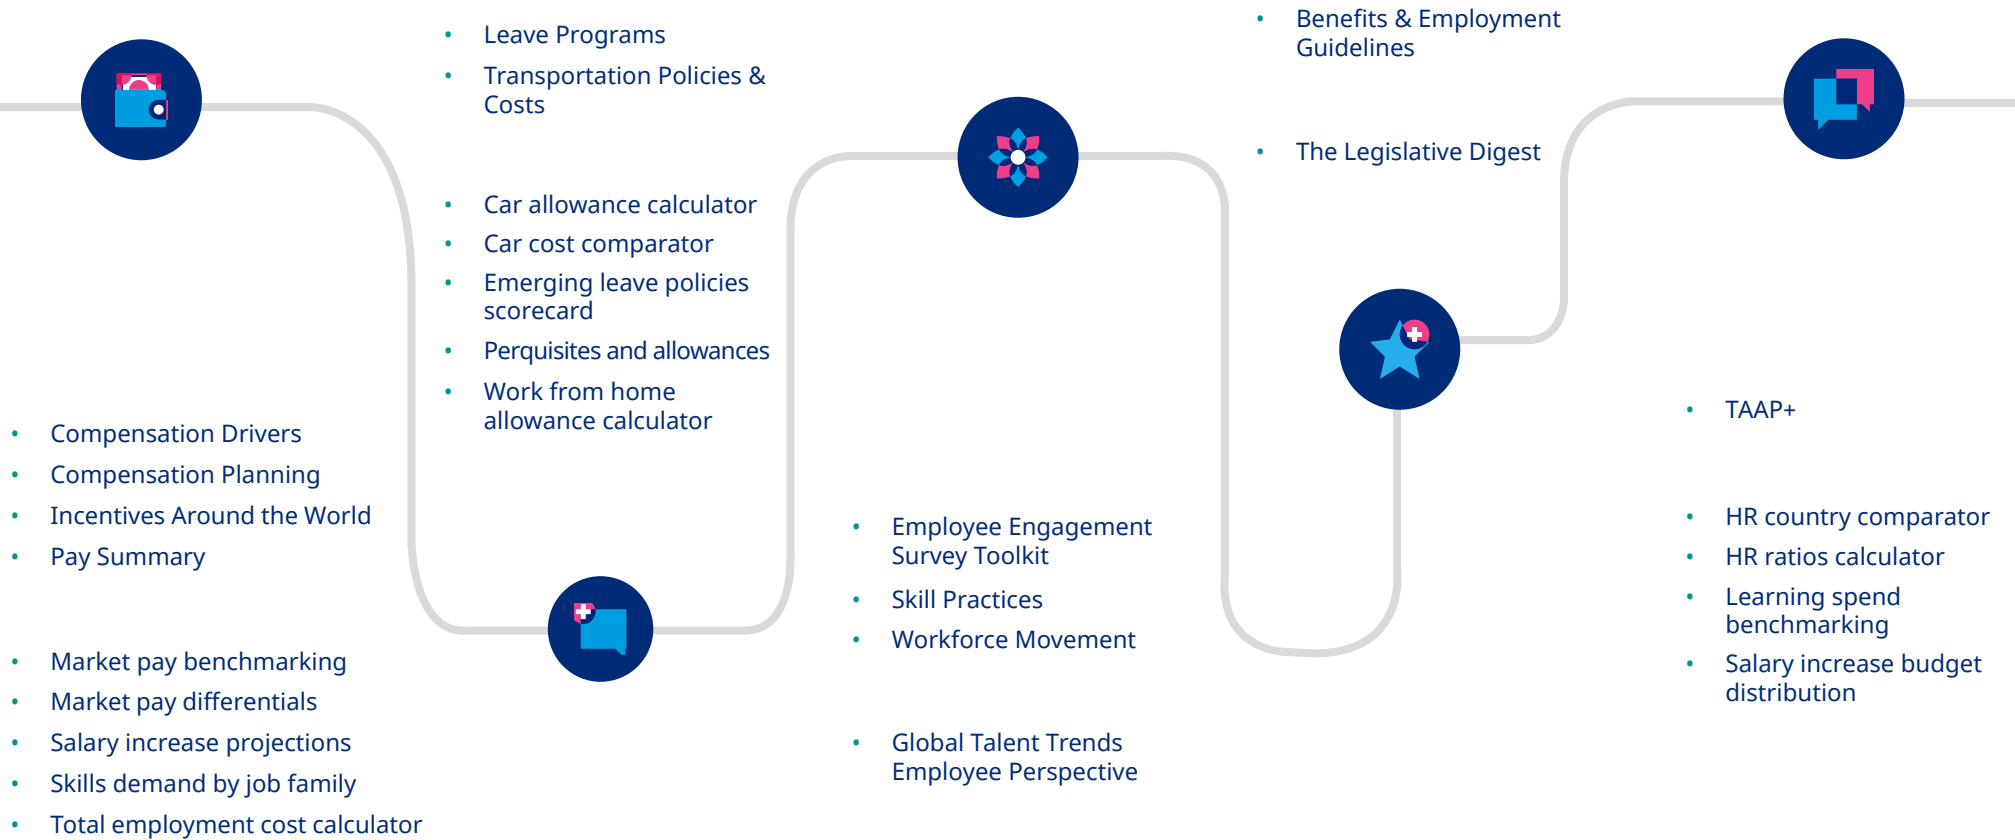 • Compensation Drivers
• Compensation Planning
• Incentives Around the World
• Pay Summary
• Market pay benchmarking
• Market pay differentials
• Salary increase projections
• Skills demand by job family
• Total employment cost calculator
• Leave Programs
• Transportation Policies &
Costs
• Car allowance calculator
• Car cost comparator
• Emerging leave policies
scorecard
• Perquisites and allowances
• Work from home
allowance calculator
• Employee Engagement
Survey Toolkit
• Skill Practices
• Workforce Movement
• Global Talent Trends
Employee Perspective
• Benefits & Employment
Guidelines
• The Legislative Digest
• TAAP+
• HR country comparator
• HR ratios calculator
• Learning spend
benchmarking
• Salary increase budget
distribution